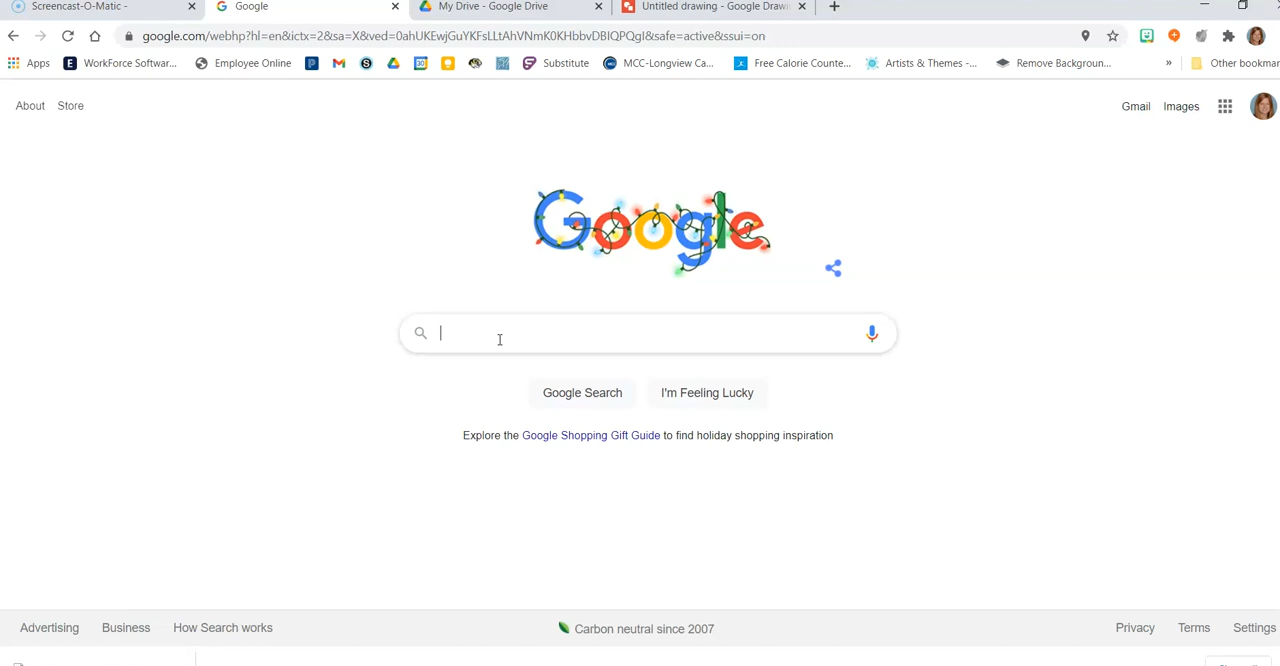 Screencast-O-Matic - Google My Drive - Google Drive Untitled drawing - Google Drawi
google.com/webhp?hl=en&ictx=2&sa=X&ved=0ahUKEwjGuYKFsLLtAhVNmK0KHbbvDBIQPQgI&safe=active&ssui=on
Apps WorkForce Software... Employee Online Substitute MCC-Longview Ca... Free Calorie Counte... Artists & Themes -... Remove Backgroun... » Other bookmar
About Store Gmail Images
Google
Google Search I'm Feeling Lucky
Explore the Google Shopping Gift Guide to find holiday shopping inspiration
Carbon neutral since 2007
Advertising Business How Search works Privacy Terms Settings